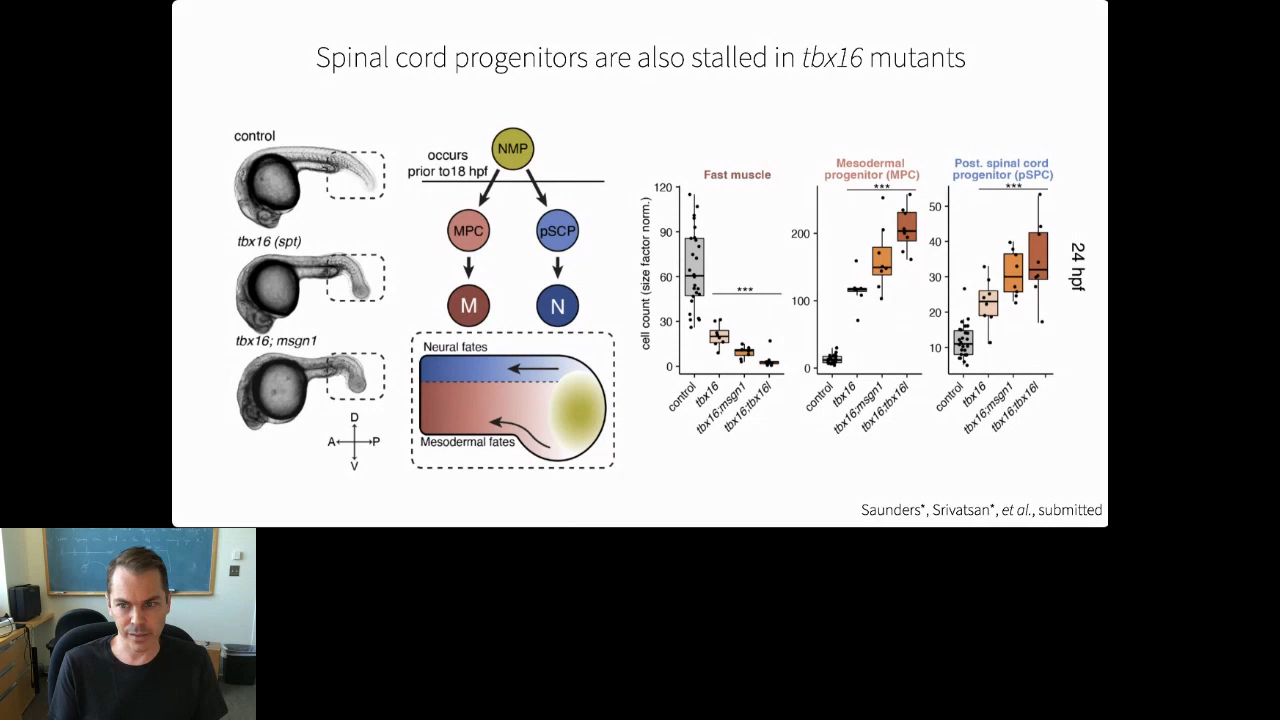 Spinal cord progenitors are also stalled in tbx16 mutants
control
tbx16 (spt)
tbx16; msgn1
D
A
P
V
occurs
prior to18 hpf
NMP
MPC
pSCP
M
N
Neural fates
Mesodermal fates
cell count (size factor norm.)
Fast muscle
***
120
90
60
30
0
control
tbx16
tbx16;msgn1
tbx16;tbx16l
Mesodermal
progenitor (MPC)
***
200
100
0
control
tbx16
tbx16;msgn1
tbx16;tbx16l
Post. spinal cord
progenitor (pSPC)
***
50
40
30
20
10
control
tbx16
tbx16;msgn1
tbx16;tbx16l
24 hpf
Saunders*, Srivatsan*, et al., submitted